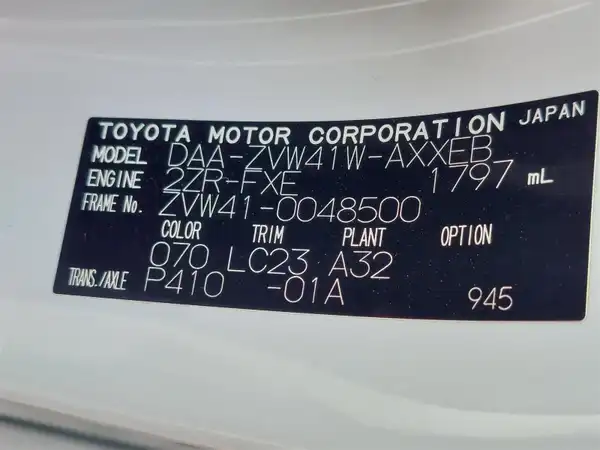 TOYOTA MOTOR CORPORATION JAPAN
MODEL DAA-ZVW41W-AXXEB
ENGINE 2ZR-FXE 1797 mL
FRAME No. ZVW41-0048500
COLOR TRIM PLANT OPTION
070 LC23 A32
TRANS./AXLE P410 -01A 945